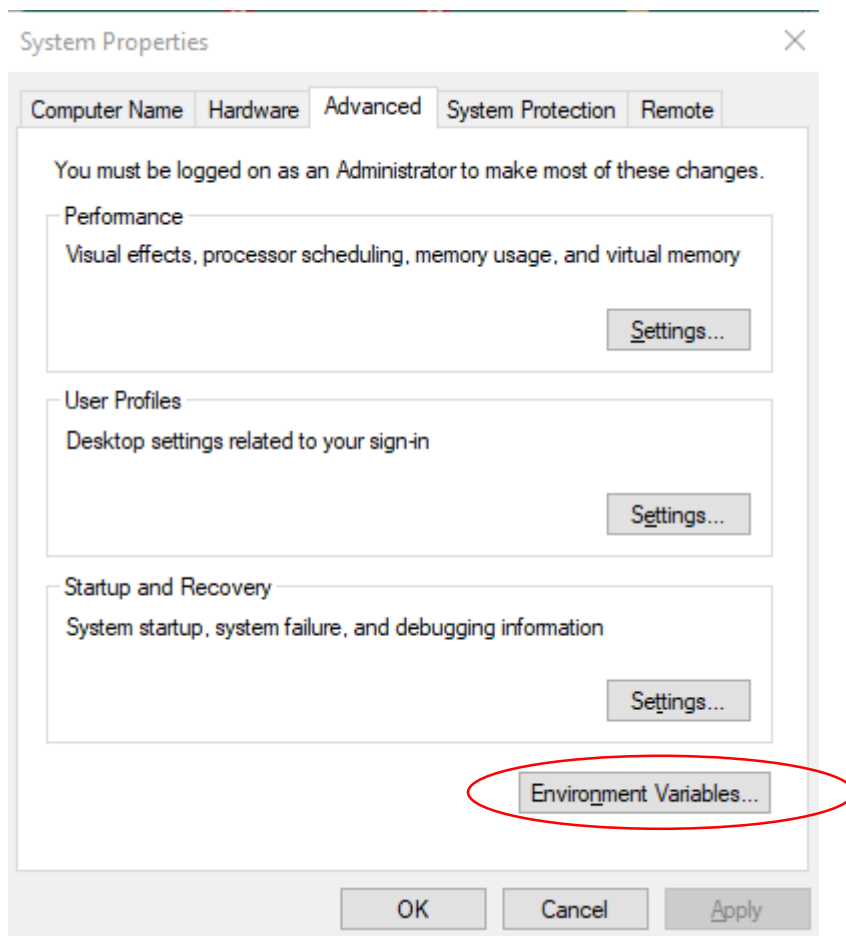 System Properties
Computer Name Hardware Advanced System Protection Remote
You must be logged on as an Administrator to make most of these changes.
Performance
Visual effects, processor scheduling, memory usage, and virtual memory
Settings...
User Profiles
Desktop settings related to your sign-in
Settings...
Startup and Recovery
System startup, system failure, and debugging information
Settings...
Environment Variables...
OK Cancel Apply